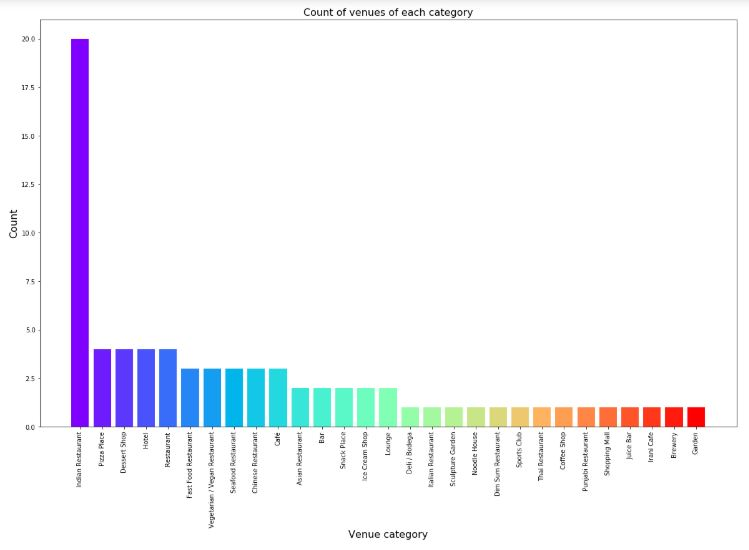 Count of venues of each category
20.0
17.5
15.0
12.5
10.0
7.5
5.0
2.5
0.0
Count
Indian Restaurant
Pizza Place
Dessert Shop
Hotel
Restaurant
Fast Food Restaurant
Vegetarian / Vegan Restaurant
Seafood Restaurant
Chinese Restaurant
Café
Asian Restaurant
Bar
Snack Place
Ice Cream Shop
Lounge
Deli / Bodega
Italian Restaurant
Sculpture Garden
Noodle House
Dim Sum Restaurant
Sports Club
Thai Restaurant
Coffee Shop
Punjabi Restaurant
Shopping Mall
Juice Bar
Irani Cafe
Brewery
Garden
Venue category